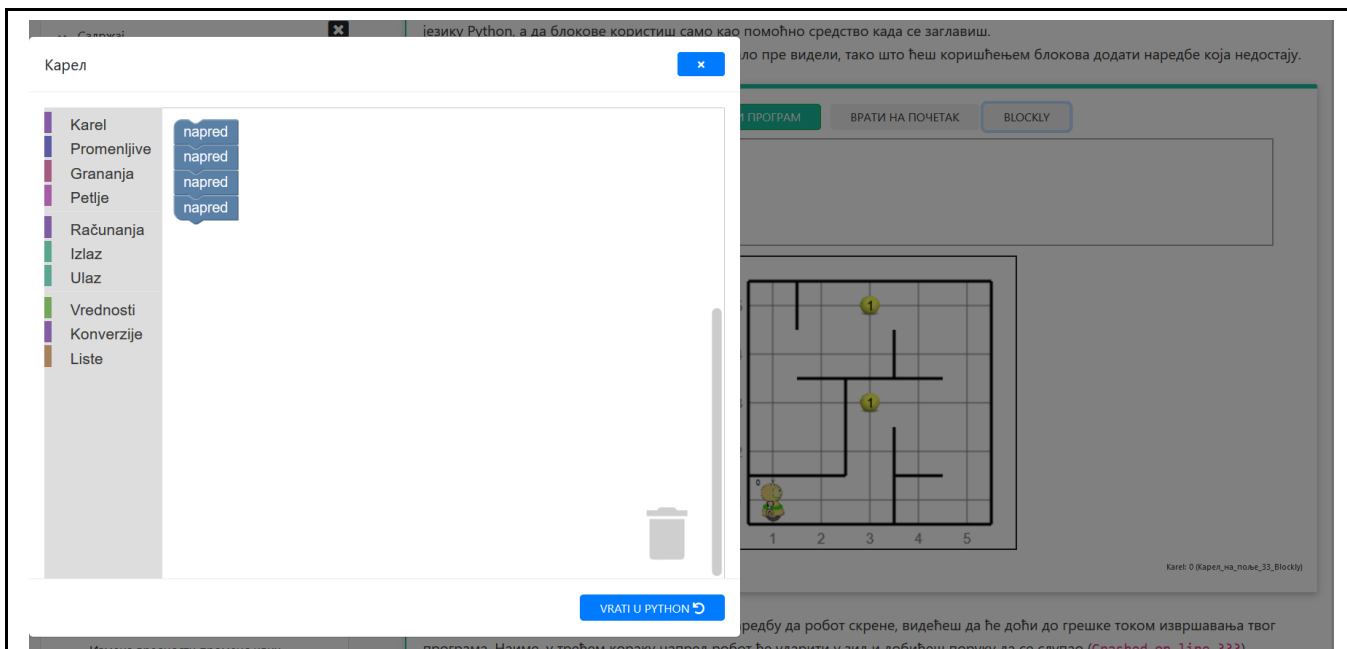 Садржај
језику Python, а да блокове користиш само као помоћно средство када се заглавиш.
Карел
×
ло пре видели, тако што ћеш коришћењем блокова додати наредбе која недостају.
Karel
Promenljive
Grananja
Petlje
Računanja
Izlaz
Ulaz
Vrednosti
Konverzije
Liste
napred
napred
napred
napred
ПРОГРАМ
ВРАТИ НА ПОЧЕТАК
BLOCKLY
1
1
0
1 2 3 4 5
Karel: 0 (Карел_на_поље_33_Blockly)
VRATI U PYTHON
редбу да робот скрене, видећеш да ће доћи до грешке током извршавања твог
програма. Наиме, у трећем кораку напред робот ће ударити у зид и добићеш поруку да се слупао (Crashed on line ???)